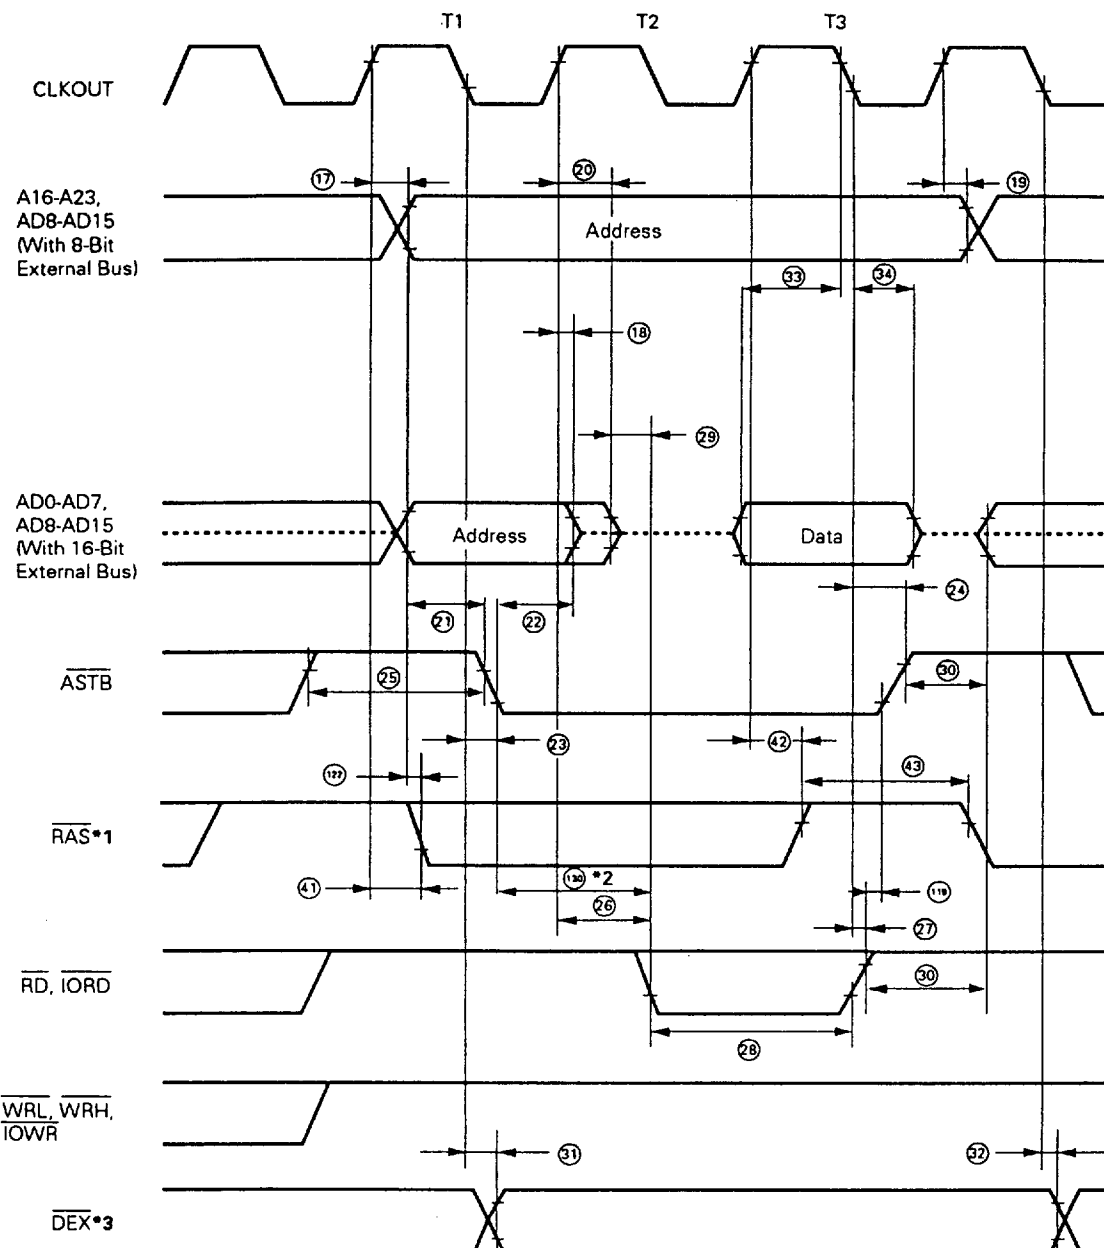 T1 T2 T3
CLKOUT
⑰ ⑳ ⑲
A16-A23,
AD8-AD15
(With 8-Bit
External Bus)
Address
㉝ ㉞
⑱
㉙
AD0-AD7,
AD8-AD15
(With 16-Bit
External Bus)
Address Data
㉔
㉑ ㉒
ASTB
㉕ ㉚
㉓ ㊷
㊸
122
RAS*1
㊶ 120 *2 119
㉖
㉗
RD, IORD
㉚
㉘
WRL, WRH,
IOWR
㉛ ㉜
DEX*3